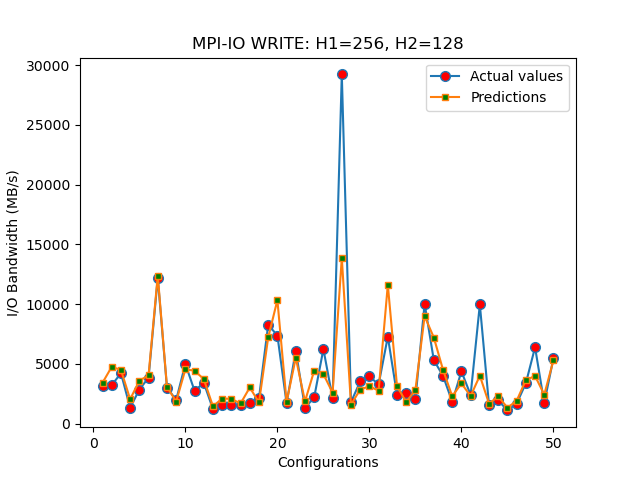 MPI-IO WRITE: H1=256, H2=128
Actual values
Predictions
I/O Bandwidth (MB/s)
30000
25000
20000
15000
10000
5000
0
0 10 20 30 40 50
Configurations